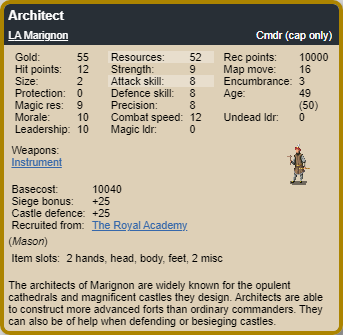 Architect
LA Marignon Cmdr (cap only)
Gold: 55 Resources: 52 Rec points: 10000
Hit points: 12 Strength: 9 Map move: 16
Size: 2 Attack skill: 8 Encumbrance: 3
Protection: 0 Defence skill: 8 Age: 49
Magic res: 9 Precision: 8 (50)
Morale: 10 Combat speed: 12 Undead ldr: 0
Leadership: 10 Magic ldr: 0
Weapons:
Instrument
Basecost: 10040
Siege bonus: +25
Castle defence: +25
Recruited from: The Royal Academy
(Mason)
Item slots: 2 hands, head, body, feet, 2 misc
The architects of Marignon are widely known for the opulent
cathedrals and magnificent castles they design. Architects are able
to construct more advanced forts than ordinary commanders. They
can also be of help when defending or besieging castles.